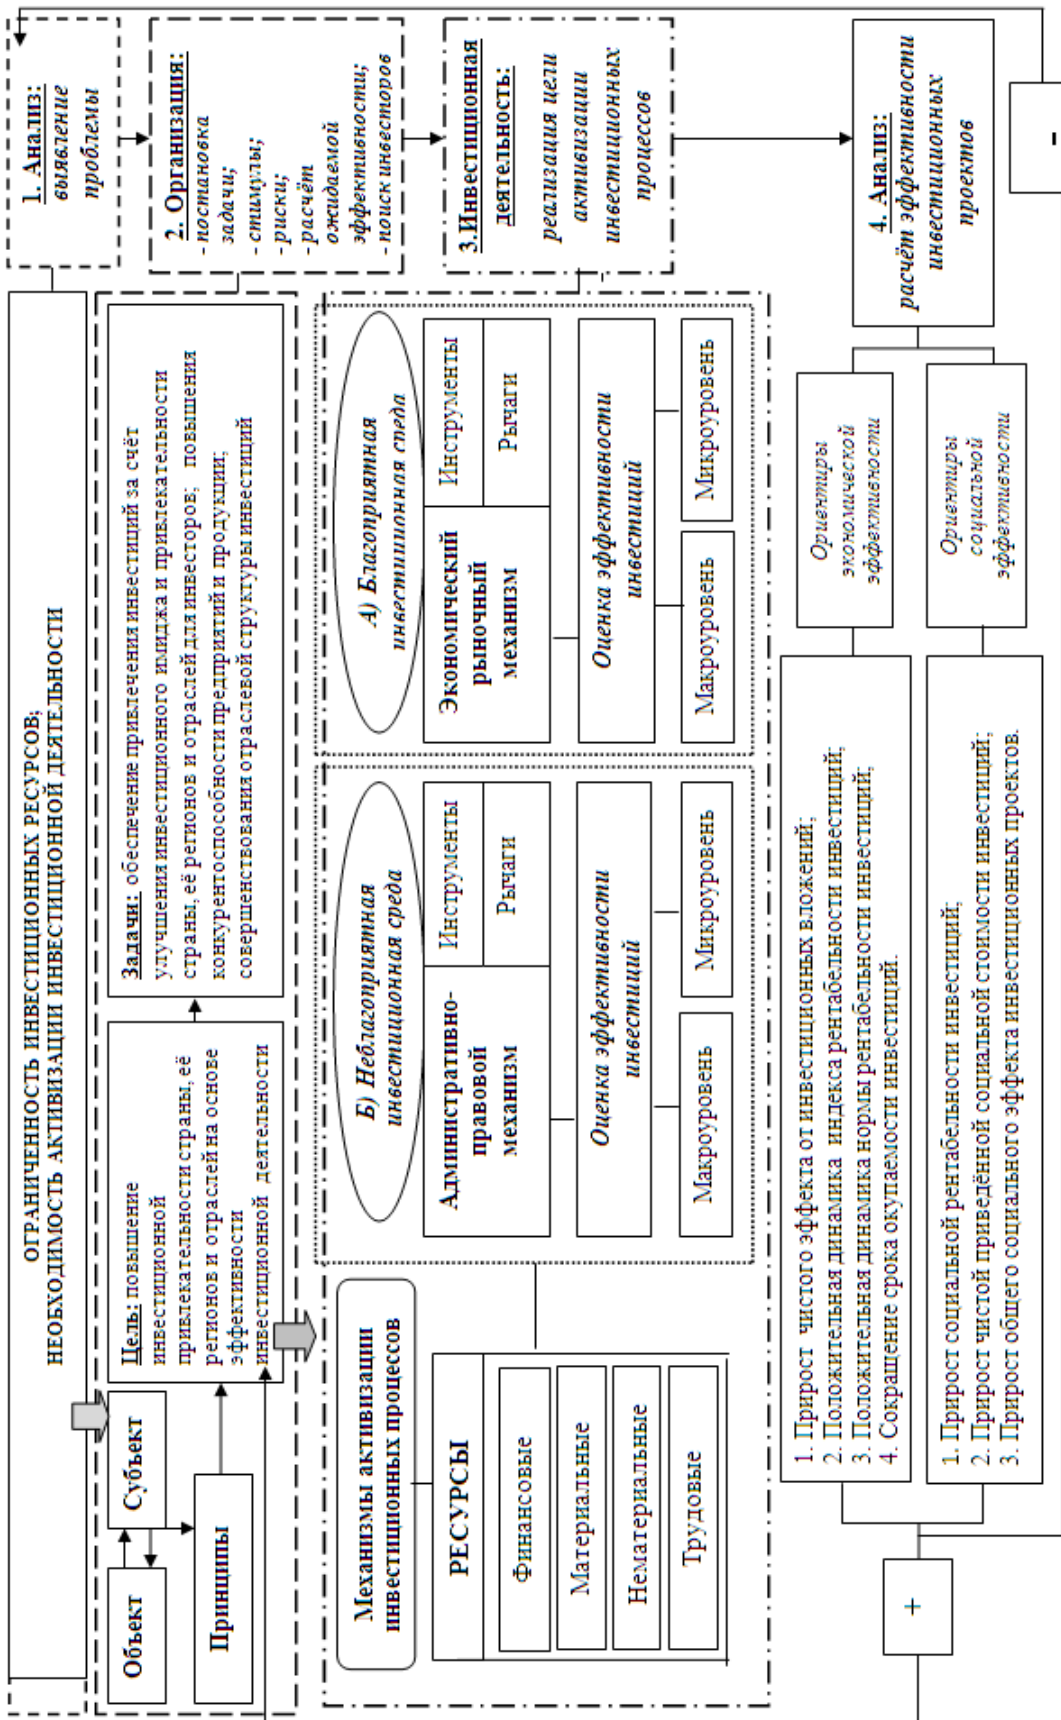 ОГРАНИЧЕННОСТЬ ИНВЕСТИЦИОННЫХ РЕСУРСОВ;
НЕОБХОДИМОСТЬ АКТИВИЗАЦИИ ИНВЕСТИЦИОННОЙ ДЕЯТЕЛЬНОСТИ
1. Анализ:
выявление
проблемы
Объект
Субъект
Принципы
Цель: повышение
инвестиционной
привлекательности страны, её
регионов и отраслей на основе
эффективности
инвестиционной деятельности
Задачи: обеспечение привлечения инвестиций за счёт
улучшения инвестиционного имиджа и привлекательности
страны, её регионов и отраслей для инвесторов; повышения
конкурентоспособности предприятий и продукции;
совершенствования отраслевой структуры инвестиций
2. Организация:
- постановка
задачи;
- стимулы;
- риски;
- расчёт
ожидаемой
эффективности;
- поиск инвесторов
Механизмы активизации
инвестиционных процессов
РЕСУРСЫ
Финансовые
Материальные
Нематериальные
Трудовые
Б) Неблагоприятная
инвестиционная среда
Административно-
правовой
механизм
Инструменты
Рычаги
Оценка эффективности
инвестиций
Макроуровень
Микроуровень
А) Благоприятная
инвестиционная среда
Экономический
рыночный
механизм
Инструменты
Рычаги
Оценка эффективности
инвестиций
Макроуровень
Микроуровень
3.Инвестиционная
деятельность:
реализация цели
активизации
инвестиционных
процессов
1. Прирост чистого эффекта от инвестиционных вложений;
2. Положительная динамика индекса рентабельности инвестиций;
3. Положительная динамика нормы рентабельности инвестиций;
4. Сокращение срока окупаемости инвестиций.
Ориентиры
экономической
эффективности
1. Прирост социальной рентабельности инвестиций;
2. Прирост чистой приведённой социальной стоимости инвестиций;
3. Прирост общего социального эффекта инвестиционных проектов.
Ориентиры
социальной
эффективности
4. Анализ:
расчёт эффективности
инвестиционных
проектов
+
-